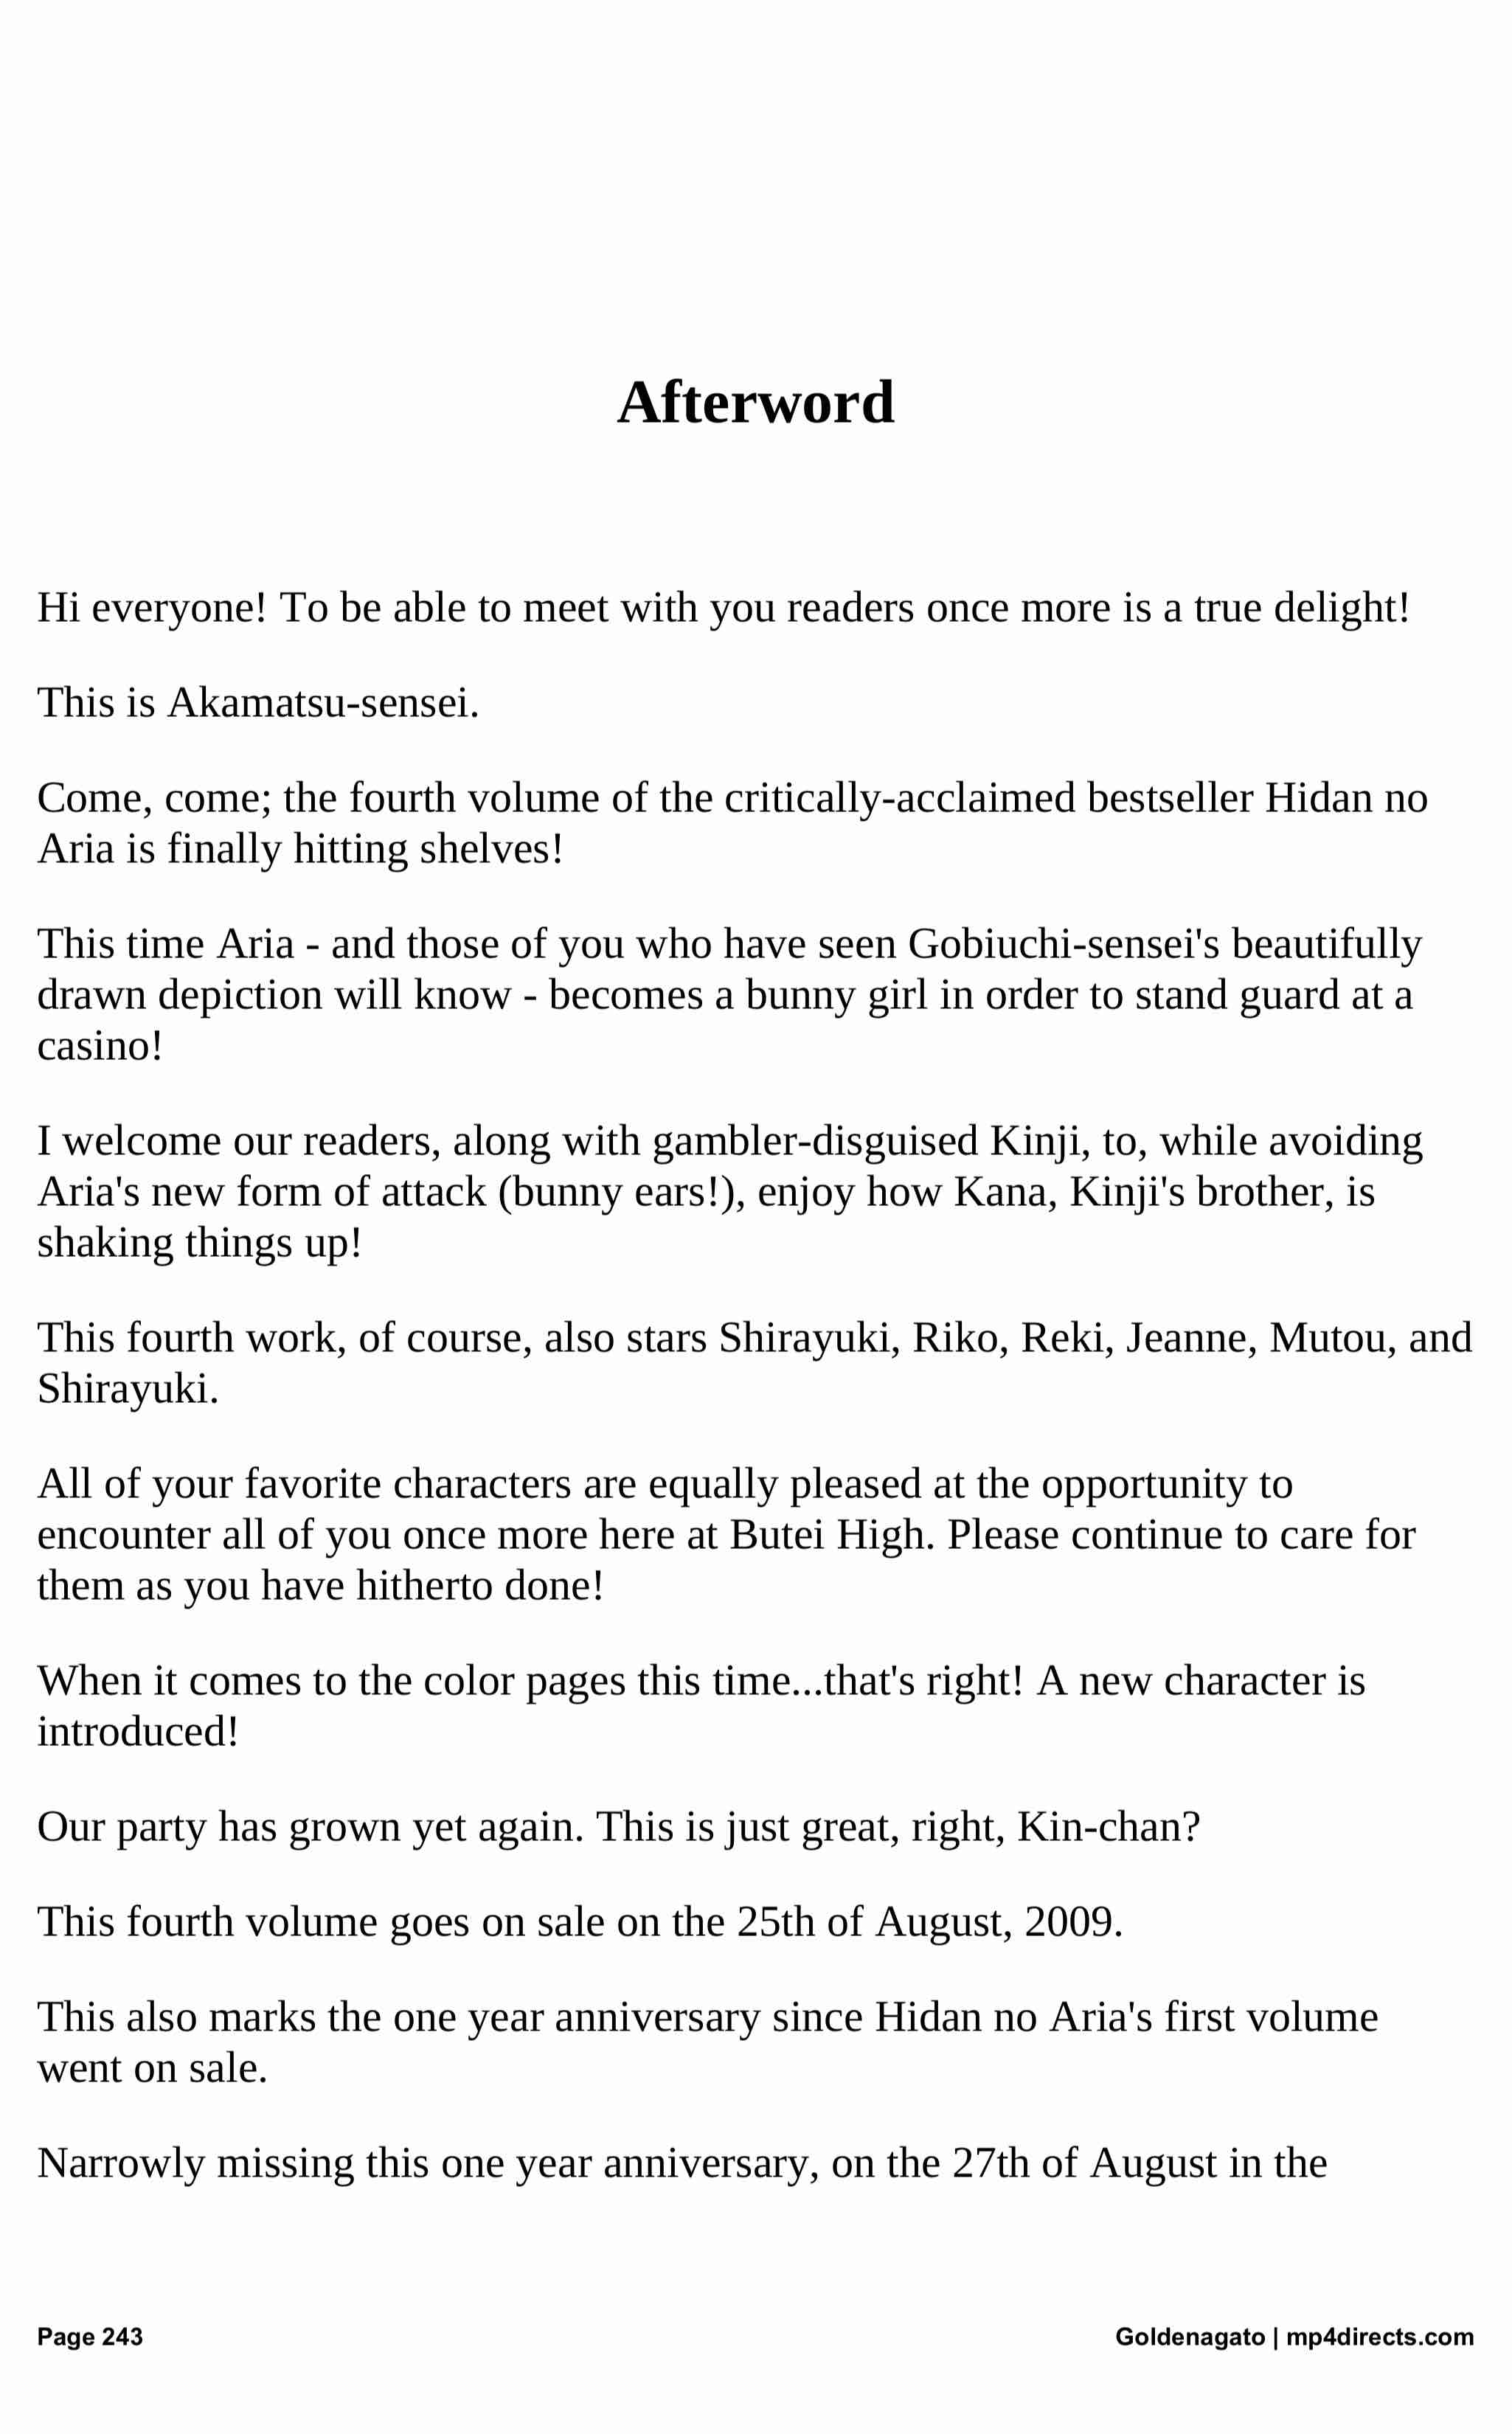 Afterword
Hi everyone! To be able to meet with you readers once more is a true delight!
This is Akamatsu-sensei.
Come, come; the fourth volume of the critically-acclaimed bestseller Hidan no
Aria is finally hitting shelves!
This time Aria - and those of you who have seen Gobiuchi-sensei's beautifully
drawn depiction will know - becomes a bunny girl in order to stand guard at a
casino!
I welcome our readers, along with gambler-disguised Kinji, to, while avoiding
Aria's new form of attack (bunny ears!), enjoy how Kana, Kinji's brother, is
shaking things up!
This fourth work, of course, also stars Shirayuki, Riko, Reki, Jeanne, Mutou, and
Shirayuki.
All of your favorite characters are equally pleased at the opportunity to
encounter all of you once more here at Butei High. Please continue to care for
them as you have hitherto done!
When it comes to the color pages this time...that's right! A new character is
introduced!
Our party has grown yet again. This is just great, right, Kin-chan?
This fourth volume goes on sale on the 25th of August, 2009.
This also marks the one year anniversary since Hidan no Aria's first volume
went on sale.
Narrowly missing this one year anniversary, on the 27th of August in the
Page 243
Goldenagato | mp4directs.com